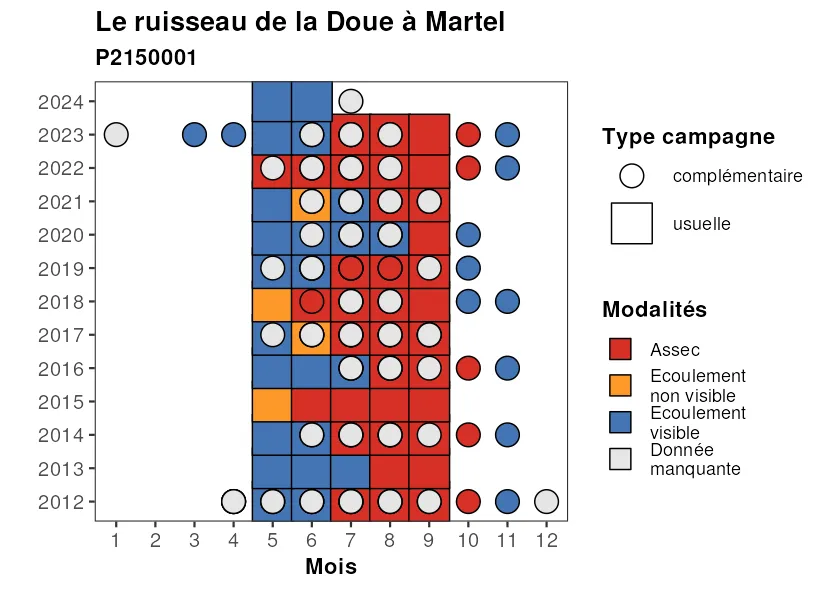 Le ruisseau de la Doue à Martel
P2150001
2024
2023
2022
2021
2020
2019
2018
2017
2016
2015
2014
2013
2012
1 2 3 4 5 6 7 8 9 10 11 12
Mois
Type campagne
complémentaire
usuelle
Modalités
Assec
Ecoulement
non visible
Ecoulement
visible
Donnée
manquante